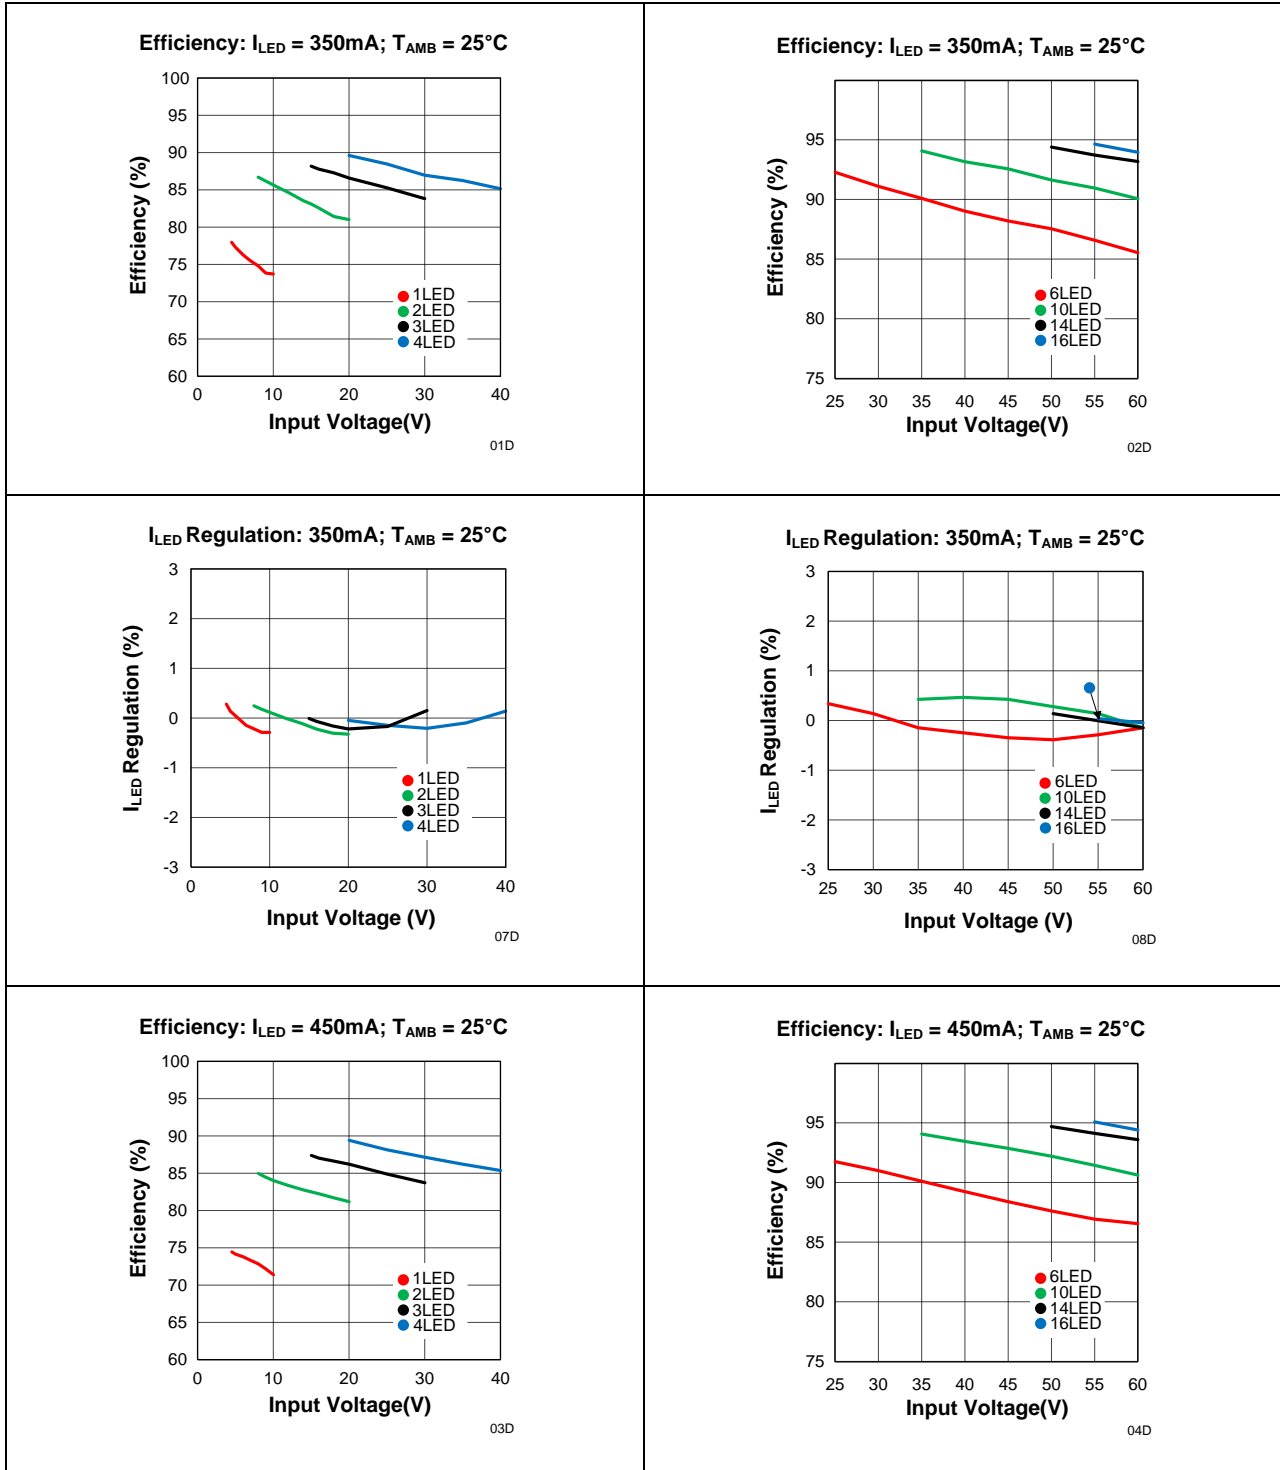 Efficiency: ILED = 350mA; TAMB = 25°C
100
95
90
85
80
75
70
65
60
Efficiency (%)
1LED
2LED
3LED
4LED
0 10 20 30 40
Input Voltage(V)
01D
Efficiency: ILED = 350mA; TAMB = 25°C
95
90
85
80
75
Efficiency (%)
6LED
10LED
14LED
16LED
25 30 35 40 45 50 55 60
Input Voltage(V)
02D
ILED Regulation: 350mA; TAMB = 25°C
3
2
1
0
-1
-2
-3
ILED Regulation (%)
1LED
2LED
3LED
4LED
0 10 20 30 40
Input Voltage (V)
07D
ILED Regulation: 350mA; TAMB = 25°C
3
2
1
0
-1
-2
-3
ILED Regulation (%)
6LED
10LED
14LED
16LED
25 30 35 40 45 50 55 60
Input Voltage (V)
08D
Efficiency: ILED = 450mA; TAMB = 25°C
100
95
90
85
80
75
70
65
60
Efficiency (%)
1LED
2LED
3LED
4LED
0 10 20 30 40
Input Voltage(V)
03D
Efficiency: ILED = 450mA; TAMB = 25°C
95
90
85
80
75
Efficiency (%)
6LED
10LED
14LED
16LED
25 30 35 40 45 50 55 60
Input Voltage(V)
04D